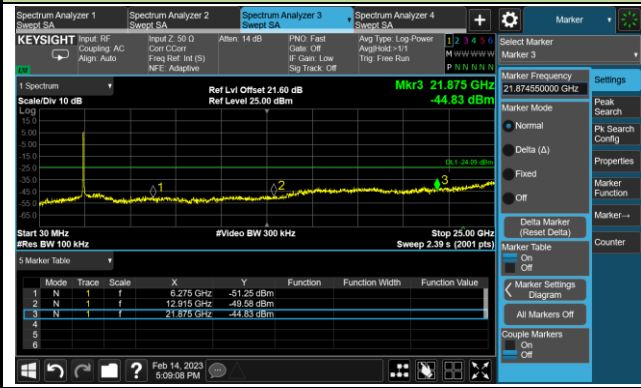 Spectrum Analyzer 1
Swept SA
Spectrum Analyzer 2
Swept SA
Spectrum Analyzer 3
Swept SA
Spectrum Analyzer 4
Swept SA
+
Marker
KEYSIGHT
Input: RF
Coupling: AC
Align: Auto
Input Z: 50 Ω
Corr CCorr
Freq Ref: Int (S)
NFE: Adaptive
Atten: 14 dB
PNO: Fast
Gate: Off
IF Gain: Low
Sig Track: Off
Avg Type: Log-Power
Avg|Hold:>1/1
Trig: Free Run
1 2 3 4 5 6
M W W W W W
P N N N N N
LXI
Select Marker
Marker 3
1 Spectrum
Scale/Div 10 dB
Log
Ref Lvl Offset 21.60 dB
Ref Level 25.00 dBm
Mkr3 21.875 GHz
-44.83 dBm
15.0
5.00
-5.00
-15.0
-25.0
-35.0
-45.0
-55.0
-65.0
DL1 -24.09 dBm
1
2
3
Start 30 MHz
#Res BW 100 kHz
#Video BW 300 kHz
Stop 25.00 GHz
Sweep 2.39 s (2001 pts)
5 Marker Table
Mode Trace Scale X Y Function Function Width Function Value
1 N 1 f 6.275 GHz -51.25 dBm
2 N 1 f 12.915 GHz -49.58 dBm
3 N 1 f 21.875 GHz -44.83 dBm
4
5
6
Marker Frequency
21.874550000 GHz
Marker Mode
Normal
Delta (Δ)
Fixed
Off
Delta Marker
(Reset Delta)
Marker Table
On
Off
Marker Settings
Diagram
All Markers Off
Couple Markers
On
Off
Settings
Peak
Search
Pk Search
Config
Properties
Marker
Function
Marker→
Counter
?
Feb 14, 2023
5:09:08 PM